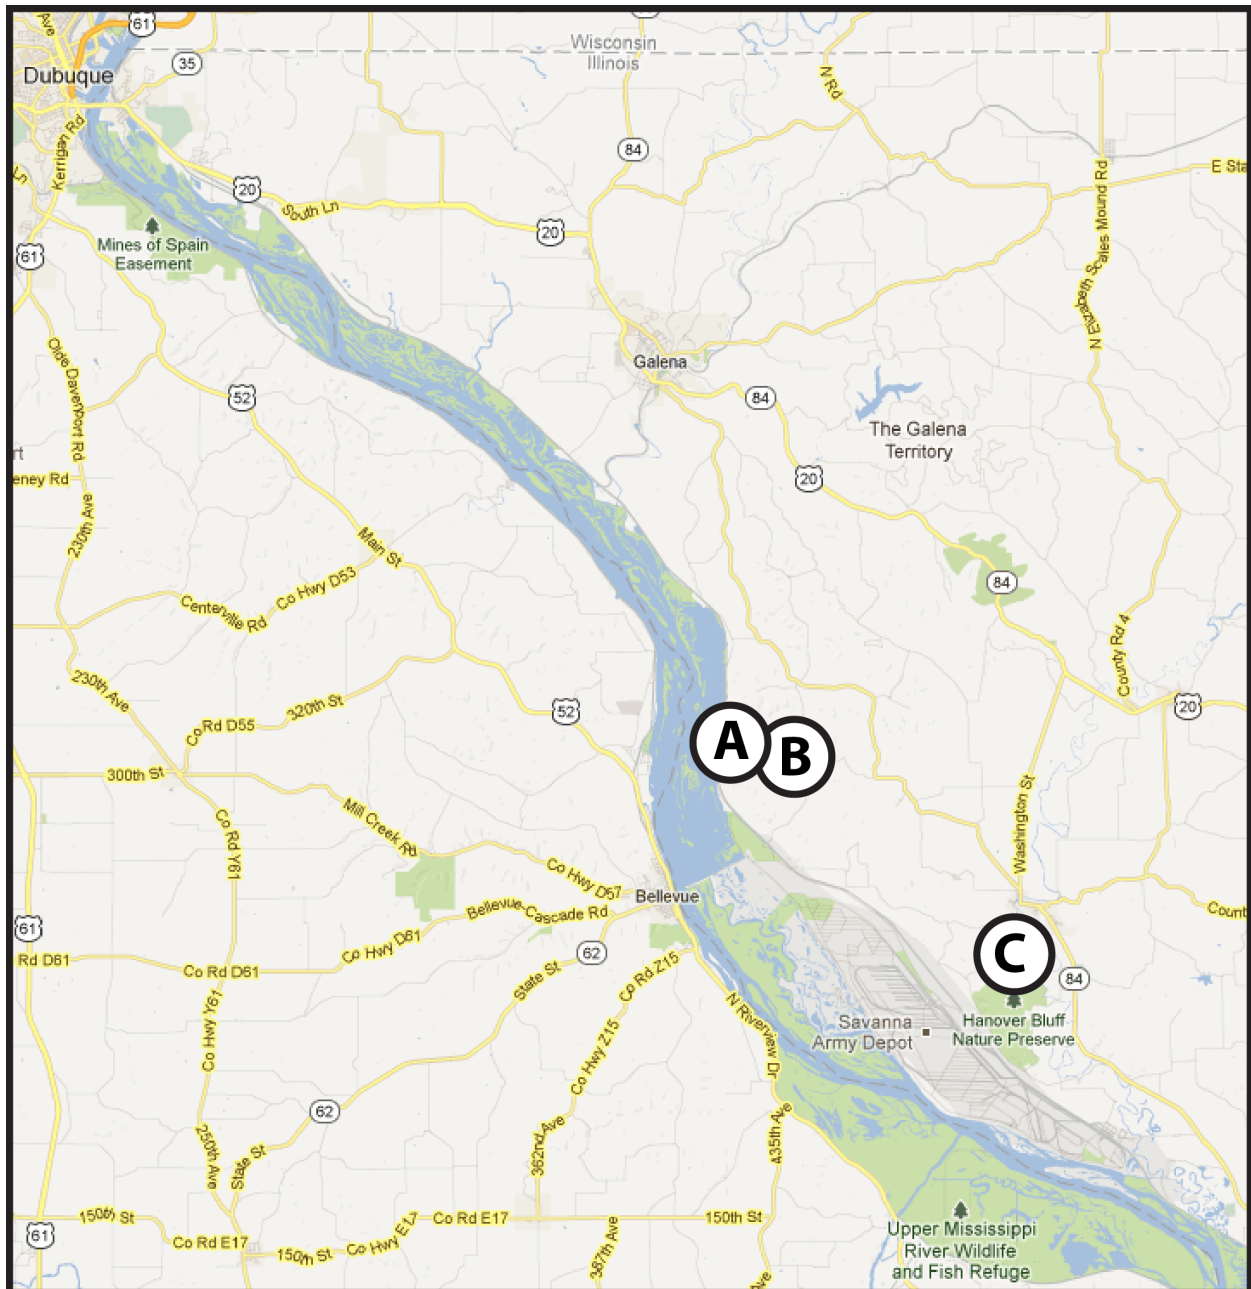 Ave
61
Wisconsin
Illinois
Dubuque
35
N Rd
Kerrigan Rd
84
Ln
20
South Ln
E Sta
N Elizabeth Scales Mound Rd
61
Mines of Spain
Easement
20
Olde Davenport Rd
Galena
52
84
The Galena
Territory
rt
eney Rd
20
230th Ave
Main St
Centerville Rd
Co Hwy D53
84
County Rd 4
230th Ave
Co Rd D55
320th St
52
20
A
B
300th St
Mill Creek Rd
Co Rd Y61
Washington St
Co Hwy D57
Bellevue
Bellevue-Cascade Rd
Count
61
Co Hwy D61
62
C
Rd D61
Co Rd D61
State St
Co Rd Z15
84
Co Hwy Y61
N Riverview Dr
Savanna
Army Depot
Hanover Bluff
Nature Preserve
Co Hwy Z15
62
250th Ave
State St
362nd Ave
435th Ave
61
150th St
Co Rd E17
150th St
Co Hwy E17
Co Rd E17
387th Ave
150th St
Ave
Upper Mississippi
River Wildlife
and Fish Refuge